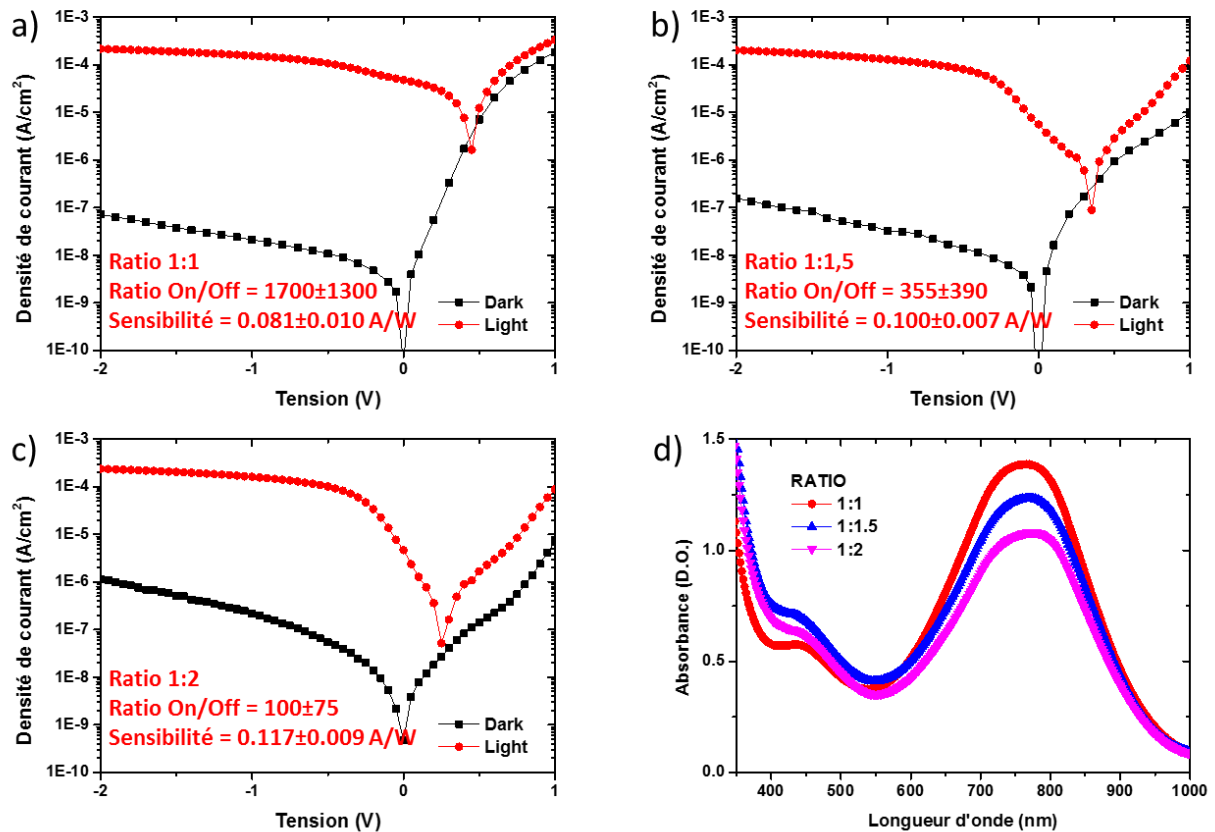 a)
Densité de courant (A/cm²)
1E-3
1E-4
1E-5
1E-6
1E-7
1E-8
1E-9
1E-10
Ratio 1:1
Ratio On/Off = 1700±1300
Sensibilité = 0.081±0.010 A/W
Dark
Light
-2 -1 0 1
Tension (V)
b)
Densité de courant (A/cm²)
1E-3
1E-4
1E-5
1E-6
1E-7
1E-8
1E-9
1E-10
Ratio 1:1,5
Ratio On/Off = 355±390
Sensibilité = 0.100±0.007 A/W
Dark
Light
-2 -1 0 1
Tension (V)
c)
Densité de courant (A/cm²)
1E-3
1E-4
1E-5
1E-6
1E-7
1E-8
1E-9
1E-10
Ratio 1:2
Ratio On/Off = 100±75
Sensibilité = 0.117±0.009 A/W
Dark
Light
-2 -1 0 1
Tension (V)
d)
Absorbance (D.O.)
1.5
1.0
0.5
0.0
RATIO
1:1
1:1.5
1:2
400 500 600 700 800 900 1000
Longueur d'onde (nm)